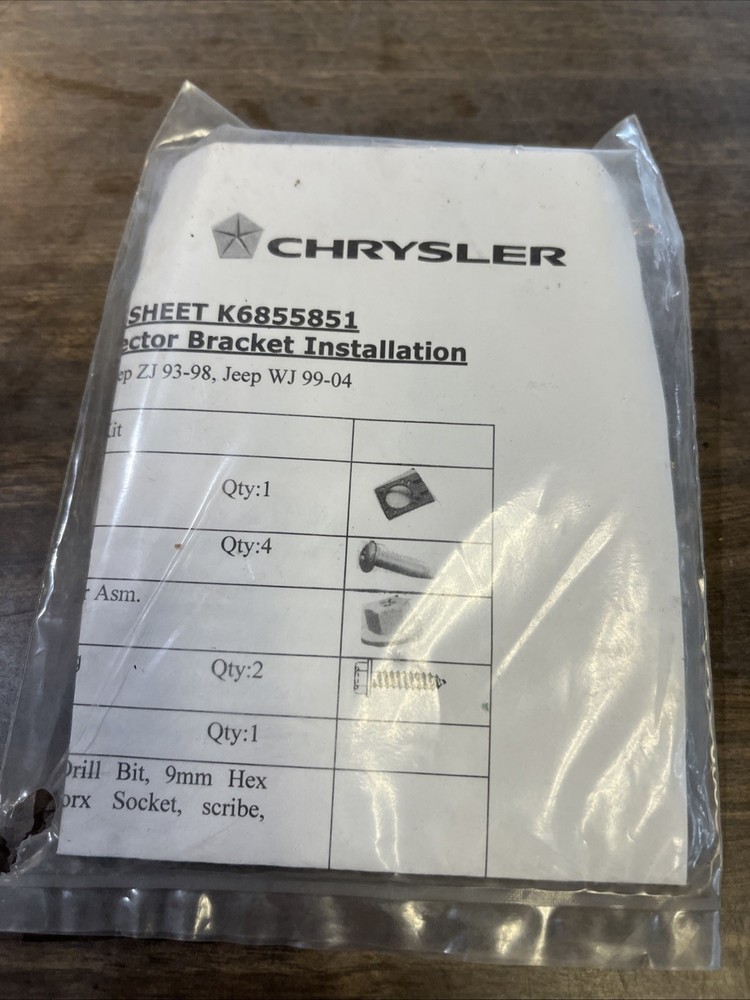 CHRYSLER
SHEET K6855851
ector Bracket Installation
ep ZJ 93-98, Jeep WJ 99-04
Kit
Qty:1
Qty:4
r Asm.
Qty:2
Qty:1
Drill Bit, 9mm Hex
orx Socket, scribe,